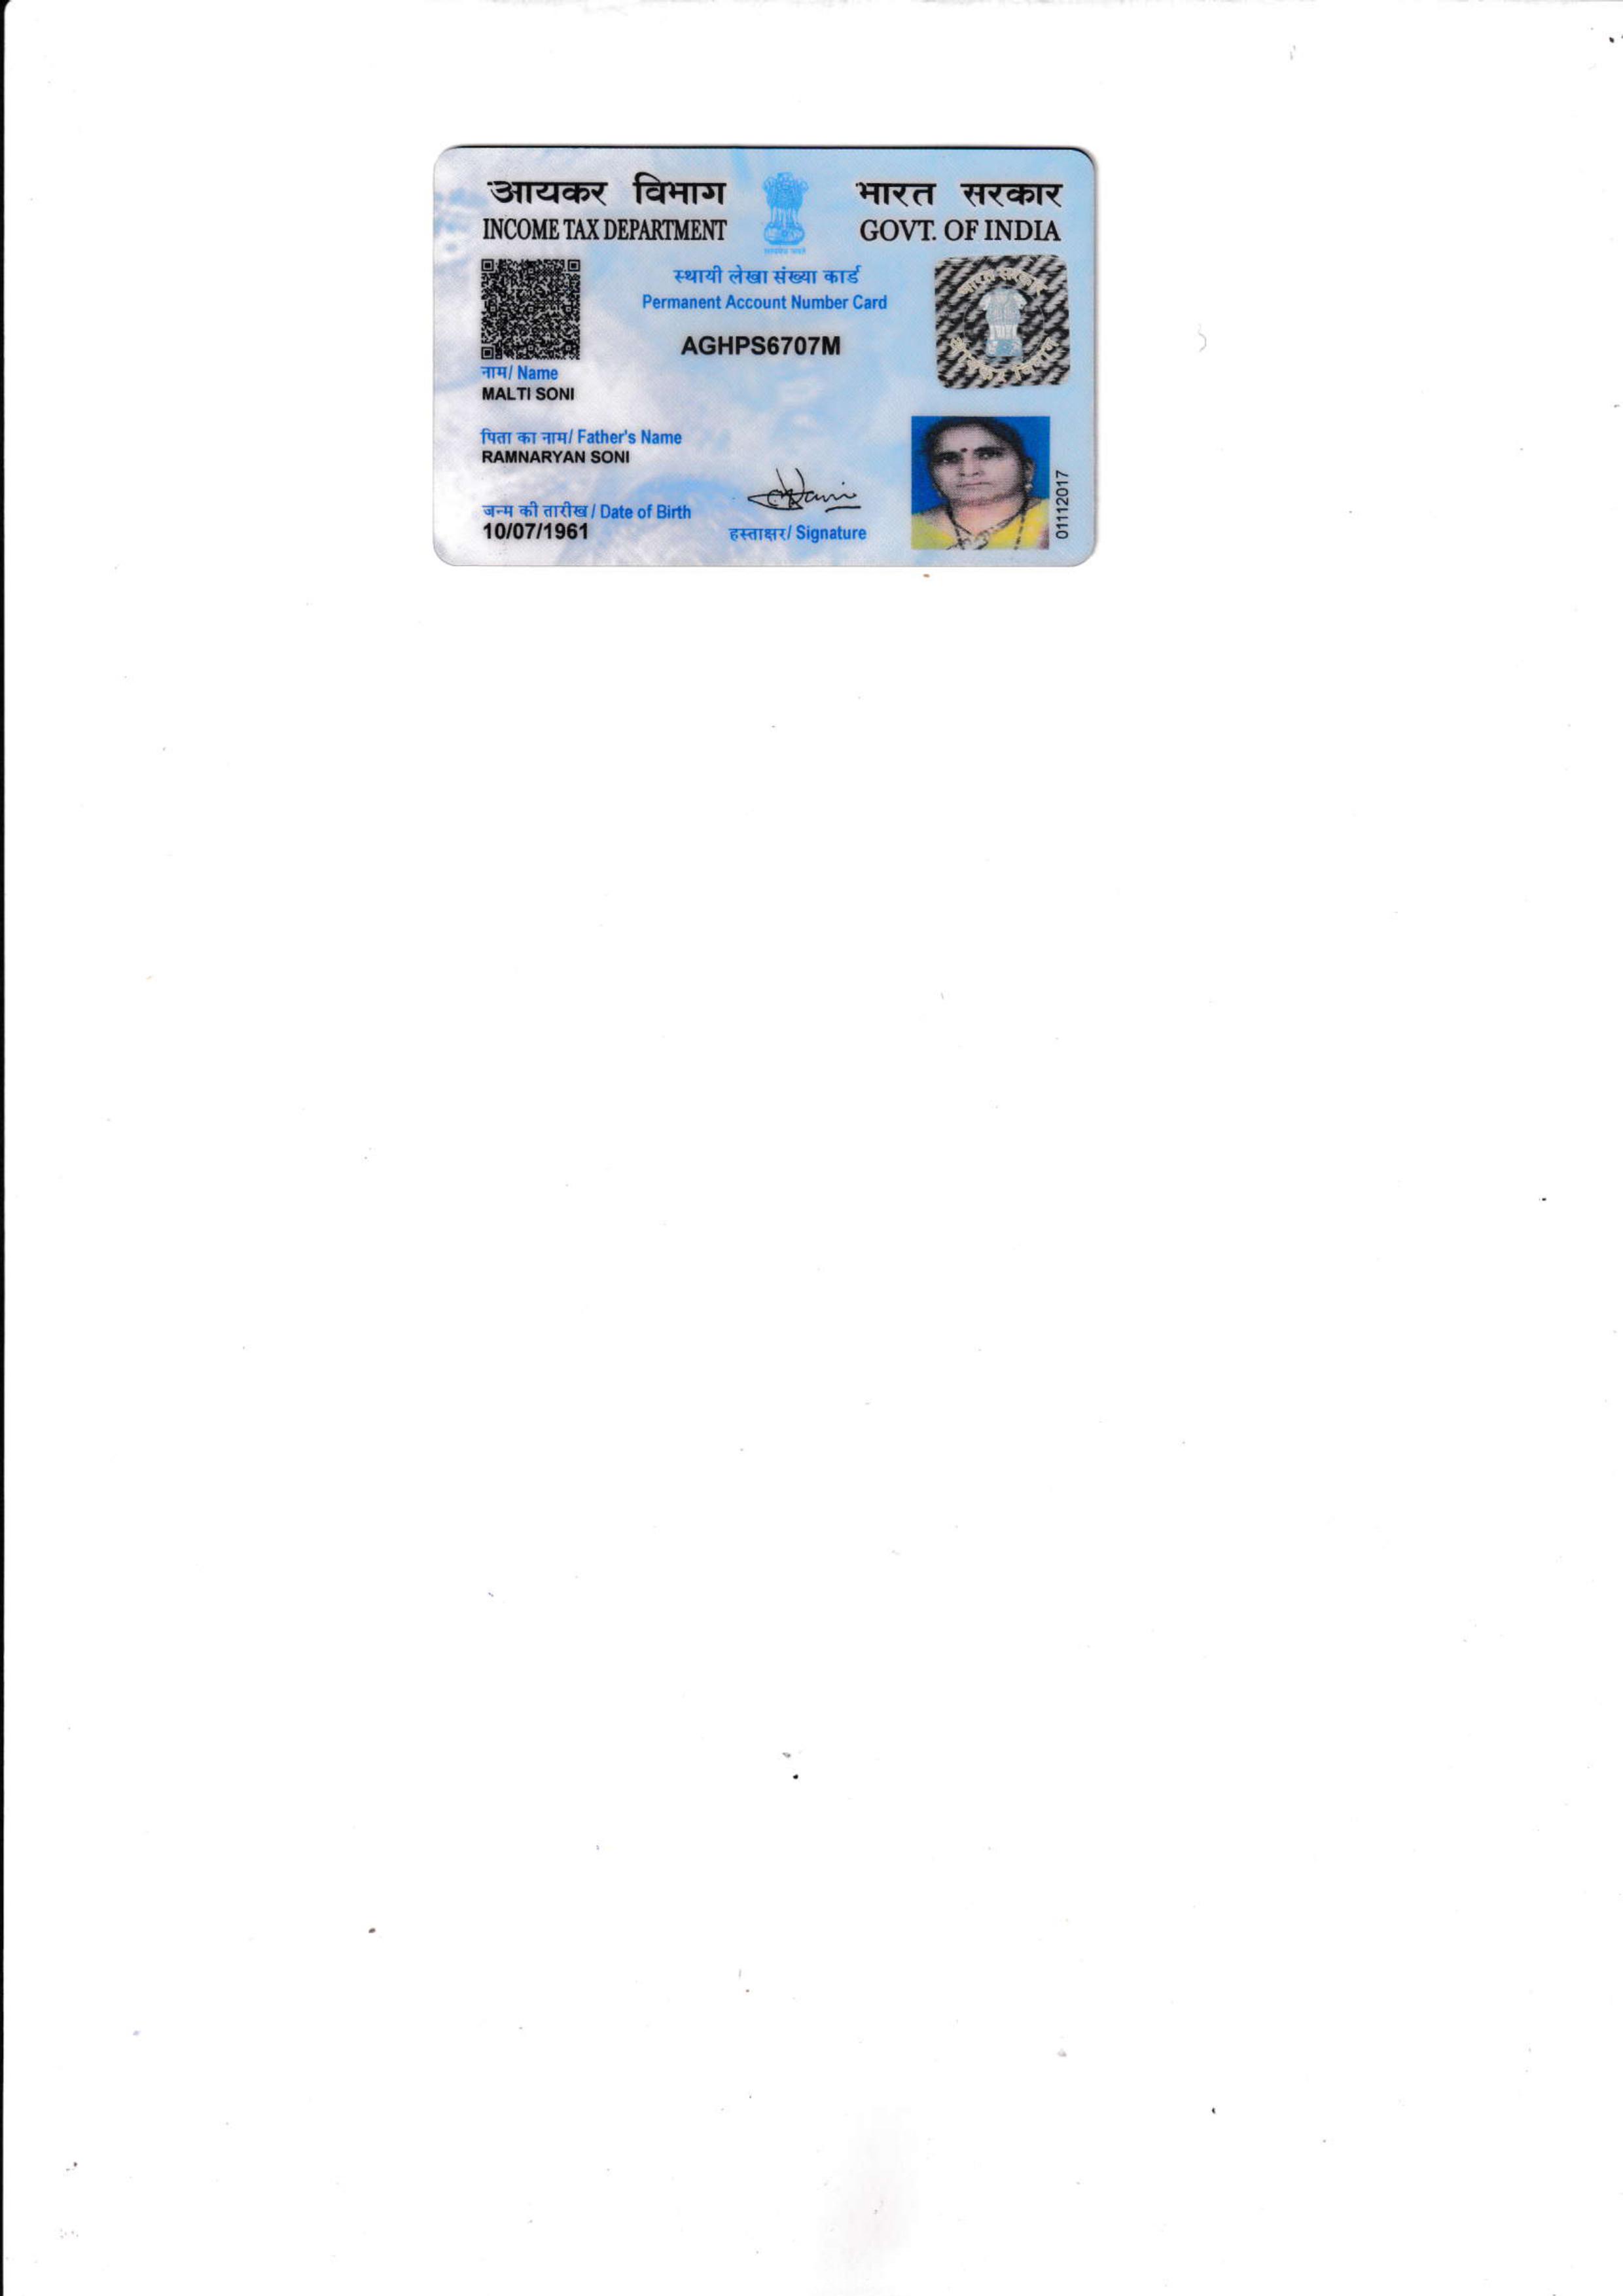 आयकर विभाग
INCOME TAX DEPARTMENT
भारत सरकार
GOVT. OF INDIA
स्थायी लेखा संख्या कार्ड
Permanent Account Number Card
AGHPS6707M
नाम/ Name
MALTI SONI
पिता का नाम/ Father's Name
RAMNARYAN SONI
जन्म की तारीख / Date of Birth
10/07/1961
हस्ताक्षर/ Signature
01112017